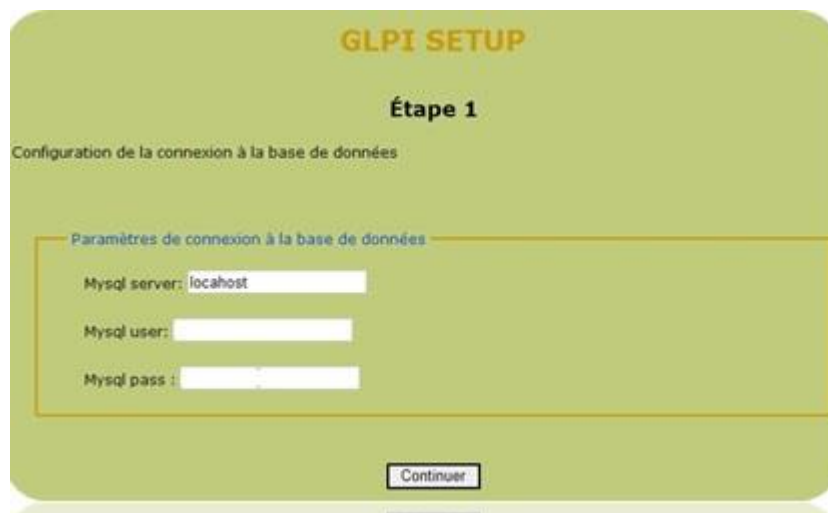 GLPI SETUP
Étape 1
Configuration de la connexion à la base de données
Paramètres de connexion à la base de données
Mysql server: locahost
Mysql user:
Mysql pass :
Continuer